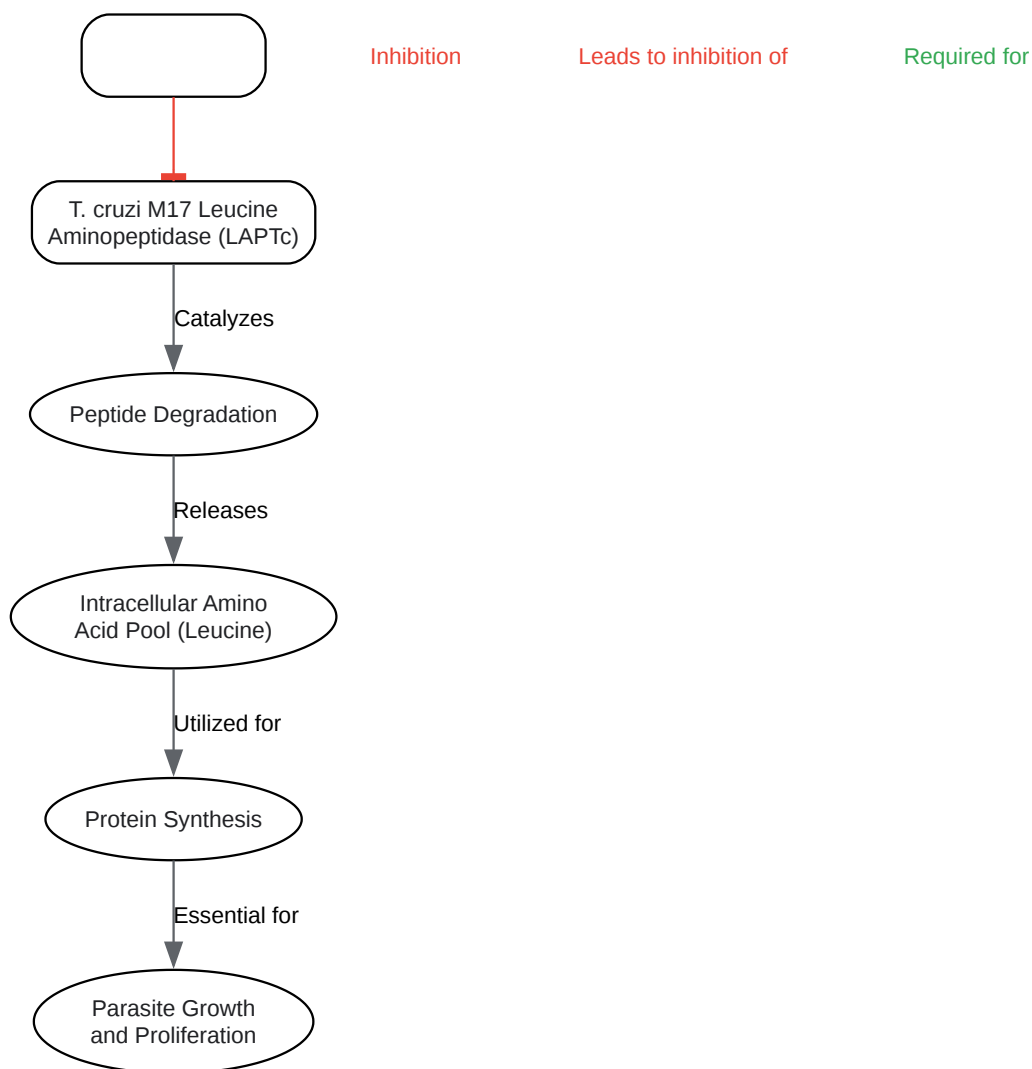 Inhibition
Leads to inhibition of
Required for
T. cruzi M17 Leucine
Aminopeptidase (LAPTc)
Catalyzes
Peptide Degradation
Releases
Intracellular Amino
Acid Pool (Leucine)
Utilized for
Protein Synthesis
Essential for
Parasite Growth
and Proliferation